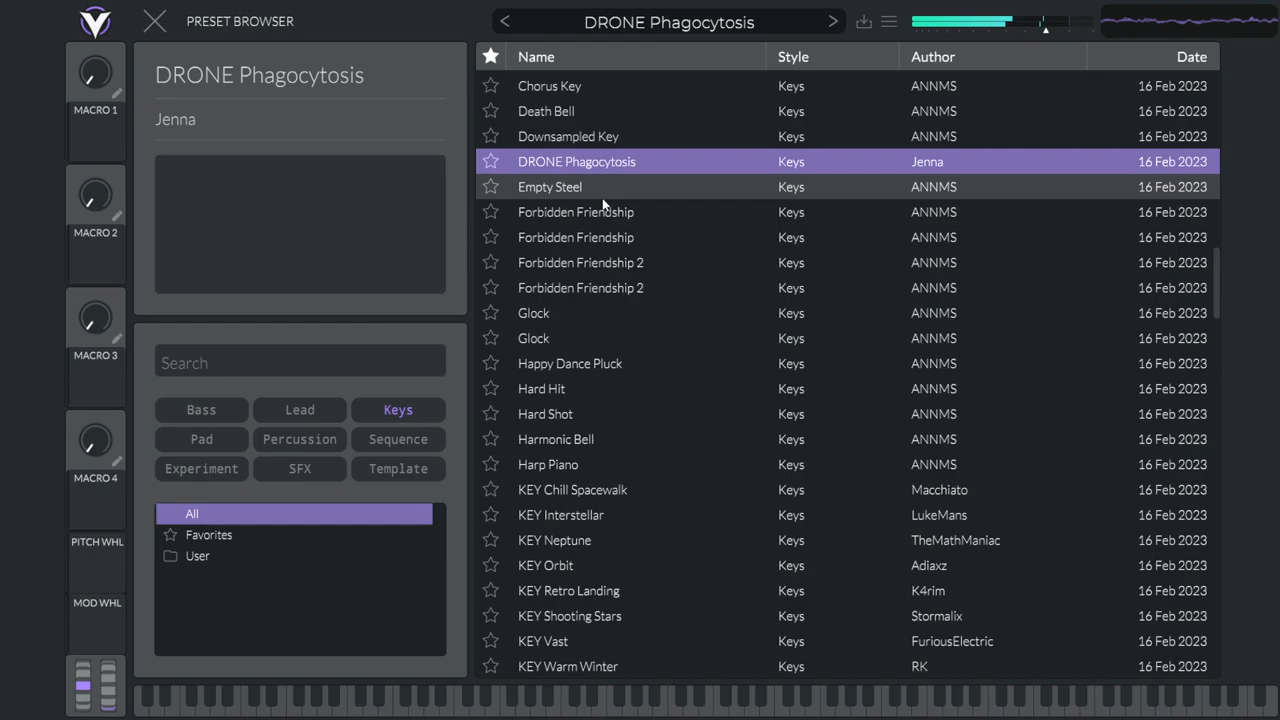 PRESET BROWSER
DRONE Phagocytosis
MACRO 1
MACRO 2
MACRO 3
MACRO 4
PITCH WHL
MOD WHL
DRONE Phagocytosis
Jenna
Search
Bass Lead Keys
Pad Percussion Sequence
Experiment SFX Template
All
Favorites
User
Name Style Author Date
Chorus Key Keys ANNMS 16 Feb 2023
Death Bell Keys ANNMS 16 Feb 2023
Downsampled Key Keys ANNMS 16 Feb 2023
DRONE Phagocytosis Keys Jenna 16 Feb 2023
Empty Steel Keys ANNMS 16 Feb 2023
Forbidden Friendship Keys ANNMS 16 Feb 2023
Forbidden Friendship Keys ANNMS 16 Feb 2023
Forbidden Friendship 2 Keys ANNMS 16 Feb 2023
Forbidden Friendship 2 Keys ANNMS 16 Feb 2023
Glock Keys ANNMS 16 Feb 2023
Glock Keys ANNMS 16 Feb 2023
Happy Dance Pluck Keys ANNMS 16 Feb 2023
Hard Hit Keys ANNMS 16 Feb 2023
Hard Shot Keys ANNMS 16 Feb 2023
Harmonic Bell Keys ANNMS 16 Feb 2023
Harp Piano Keys ANNMS 16 Feb 2023
KEY Chill Spacewalk Keys Macchiato 16 Feb 2023
KEY Interstellar Keys LukeMans 16 Feb 2023
KEY Neptune Keys TheMathManiac 16 Feb 2023
KEY Orbit Keys Adiaxz 16 Feb 2023
KEY Retro Landing Keys K4rim 16 Feb 2023
KEY Shooting Stars Keys Stormalix 16 Feb 2023
KEY Vast Keys FuriousElectric 16 Feb 2023
KEY Warm Winter Keys RK 16 Feb 2023